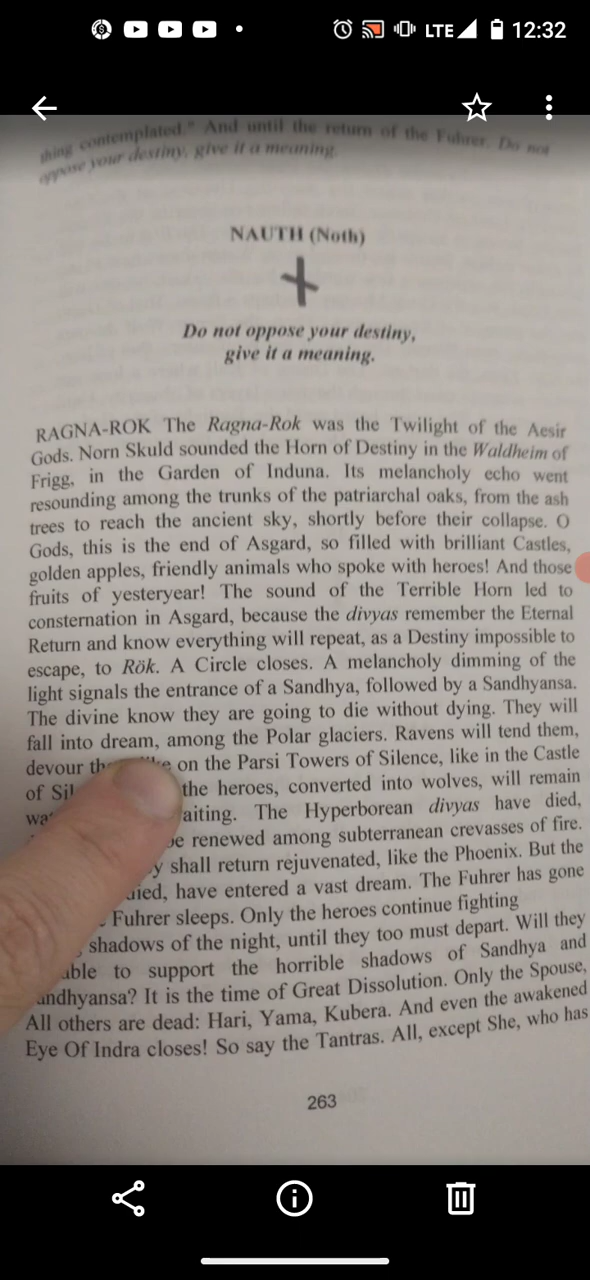 LTE 12:32
thing contemplated." And until the return of the Fuhrer. Do not
oppose your destiny, give it a meaning.
NAUTH (Noth)
Do not oppose your destiny,
give it a meaning.
RAGNA-ROK The Ragna-Rok was the Twilight of the Aesir
Gods. Norn Skuld sounded the Horn of Destiny in the Waldheim of
Frigg, in the Garden of Induna. Its melancholy echo went
resounding among the trunks of the patriarchal oaks, from the ash
trees to reach the ancient sky, shortly before their collapse. O
Gods, this is the end of Asgard, so filled with brilliant Castles,
golden apples, friendly animals who spoke with heroes! And those
fruits of yesteryear! The sound of the Terrible Horn led to
consternation in Asgard, because the divyas remember the Eternal
Return and know everything will repeat, as a Destiny impossible to
escape, to Rök. A Circle closes. A melancholy dimming of the
light signals the entrance of a Sandhya, followed by a Sandhyansa.
The divine know they are going to die without dying. They will
fall into dream, among the Polar glaciers. Ravens will tend them,
devour on the Parsi Towers of Silence, like in the Castle
of the heroes, converted into wolves, will remain
The Hyperborean divyas have died,
renewed among subterranean crevasses of fire.
shall return rejuvenated, like the Phoenix. But the
have entered a vast dream. The Fuhrer has gone
Fuhrer sleeps. Only the heroes continue fighting
shadows of the night, until they too must depart. Will they
to support the horrible shadows of Sandhya and
It is the time of Great Dissolution. Only the Spouse,
All others are dead: Hari, Yama, Kubera. And even the awakened
Eye Of Indra closes! So say the Tantras. All, except She, who has
263